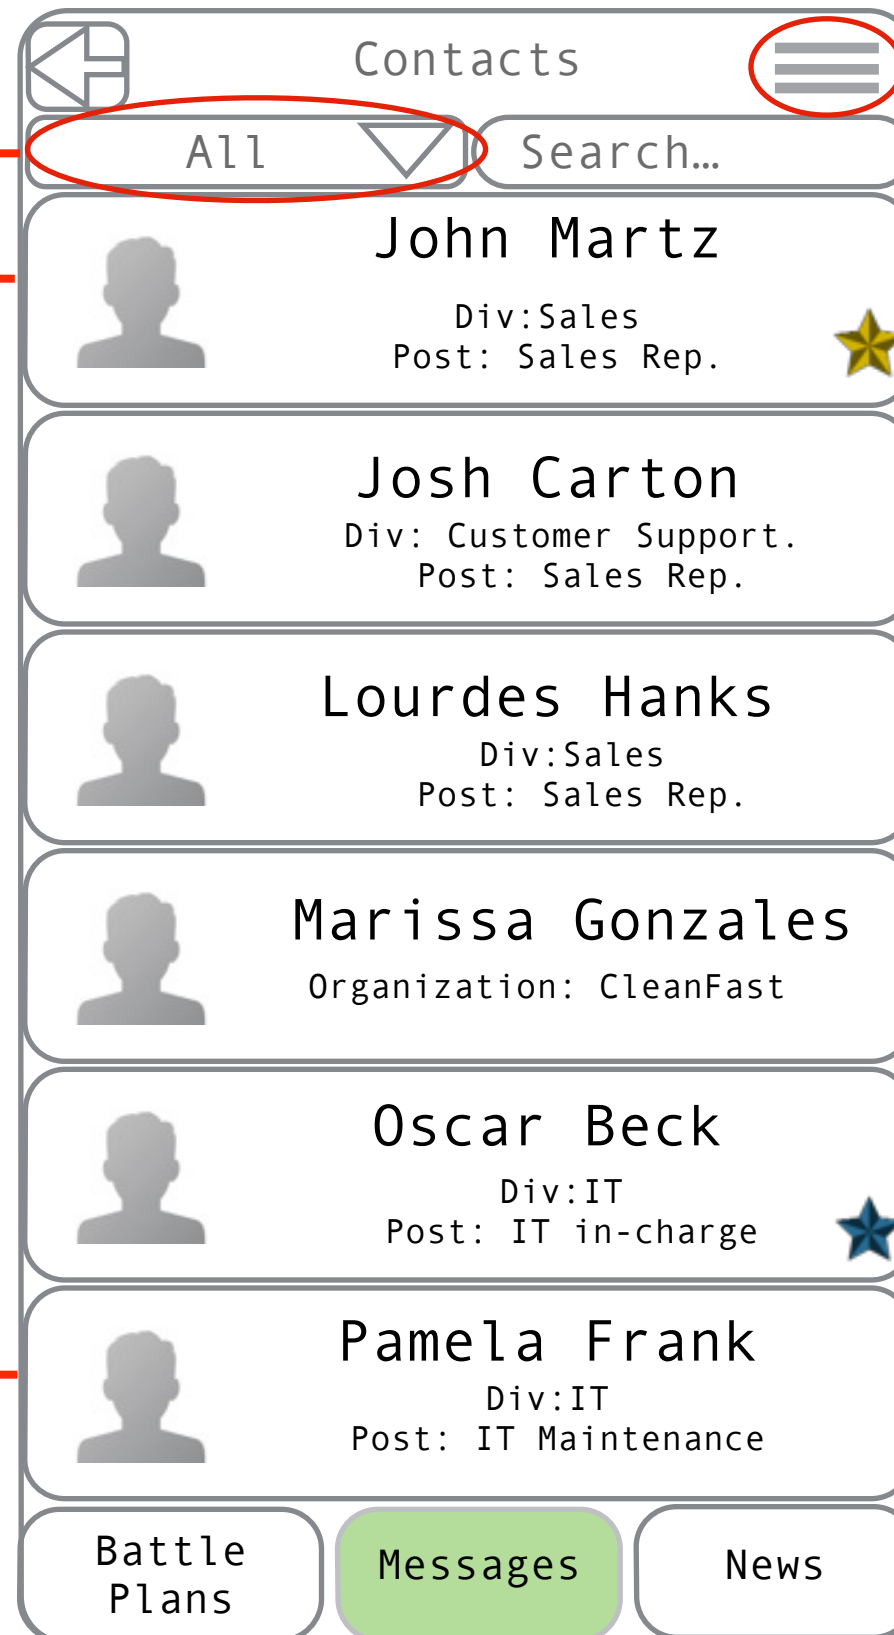 Contacts
All
Search…
John Martz
Div:Sales
Post: Sales Rep.
Josh Carton
Div: Customer Support.
Post: Sales Rep.
Lourdes Hanks
Div:Sales
Post: Sales Rep.
Marissa Gonzales
Organization: CleanFast
Oscar Beck
Div:IT
Post: IT in-charge
Pamela Frank
Div:IT
Post: IT Maintenance
Battle
Plans
Messages
News